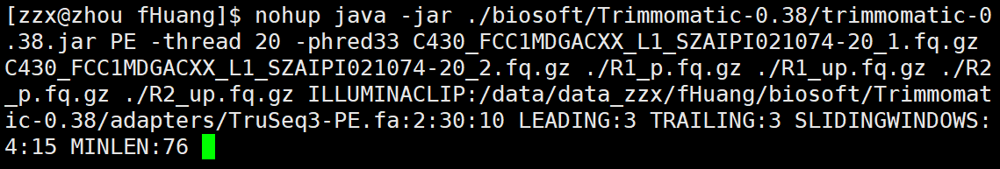 [zzx@zhou fHuang]$ nohup java -jar ./biosoft/Trimmomatic-0.38/trimmomatic-0
.38.jar PE -thread 20 -phred33 C430_FCC1MDGACXX_L1_SZAIPI021074-20_1.fq.gz
C430_FCC1MDGACXX_L1_SZAIPI021074-20_2.fq.gz ./R1_p.fq.gz ./R1_up.fq.gz ./R2
_p.fq.gz ./R2_up.fq.gz ILLUMINACLIP:/data/data_zzx/fHuang/biosoft/Trimmomat
ic-0.38/adapters/TruSeq3-PE.fa:2:30:10 LEADING:3 TRAILING:3 SLIDINGWINDOWS:
4:15 MINLEN:76